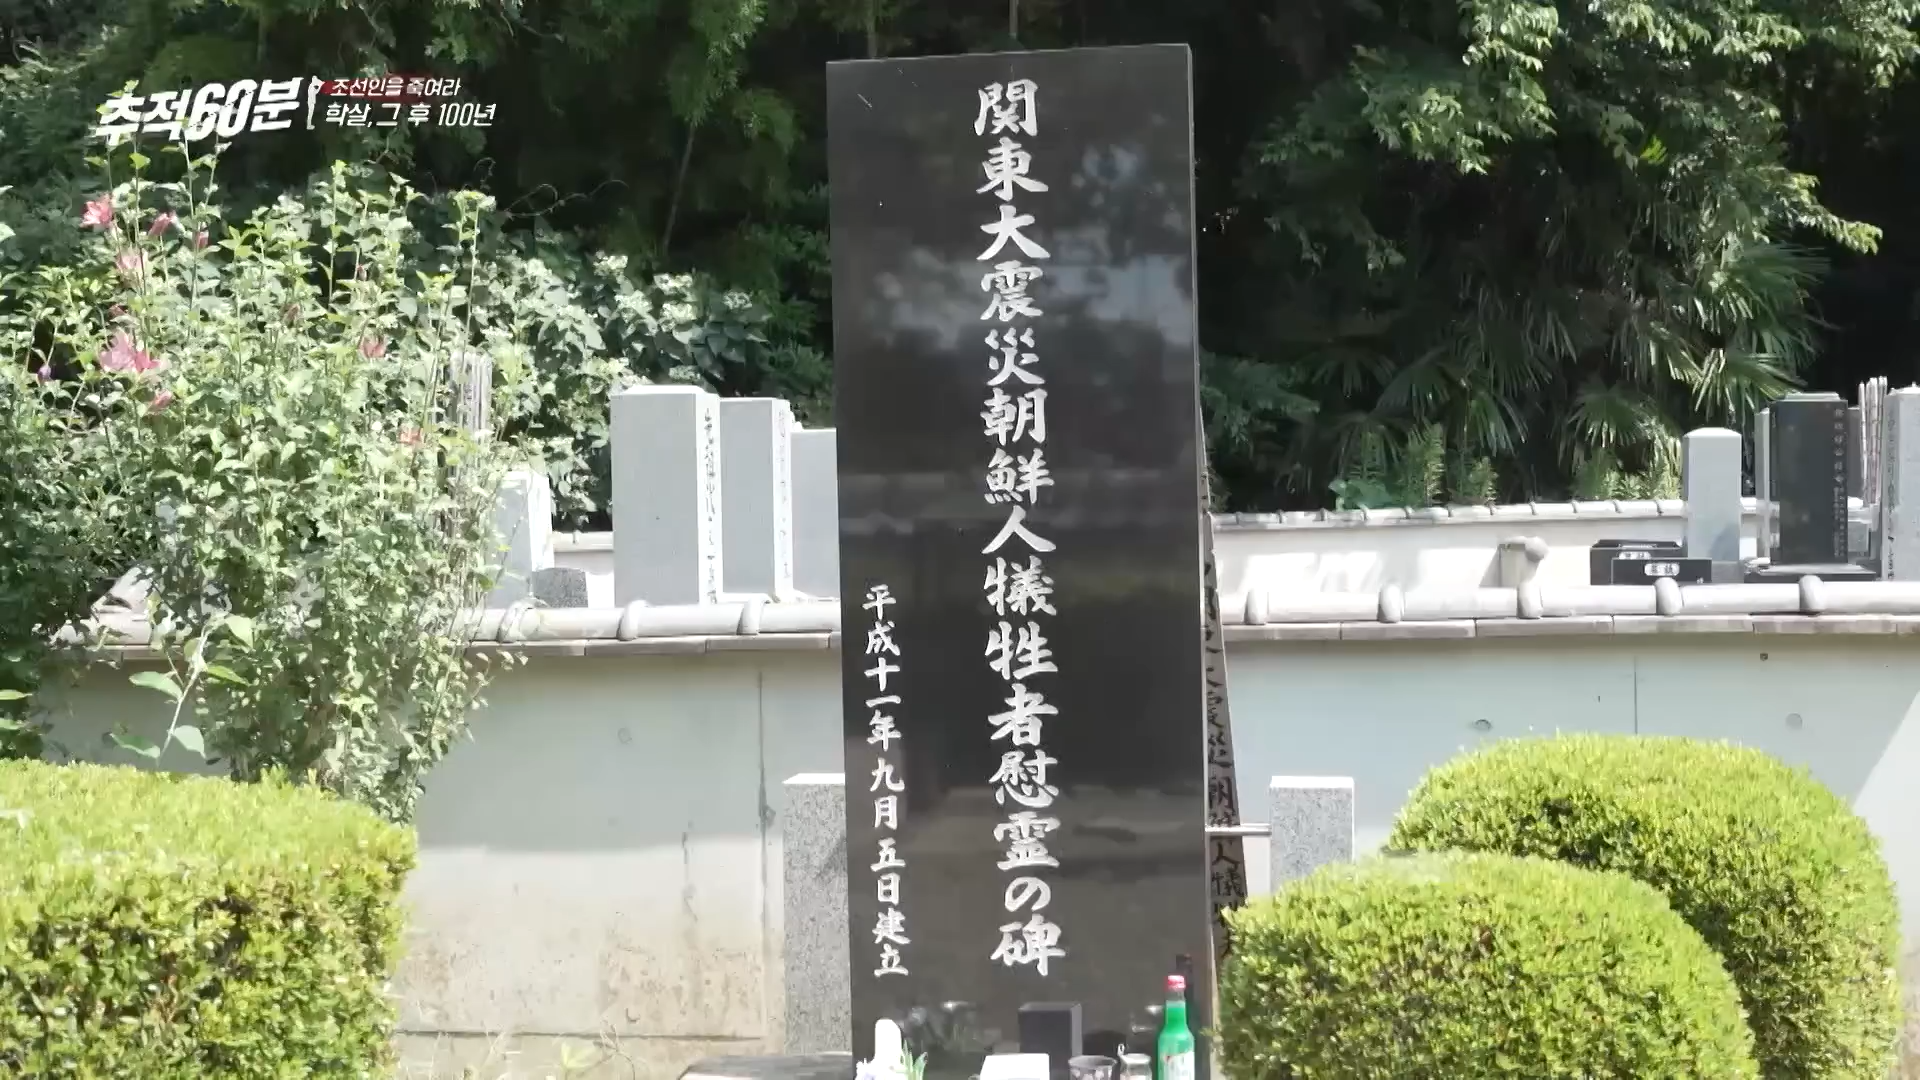 추적60분
조선인을 죽여라
학살, 그 후 100년
関東大震災朝鮮人犠牲者慰霊の碑
平成十一年九月五日建立